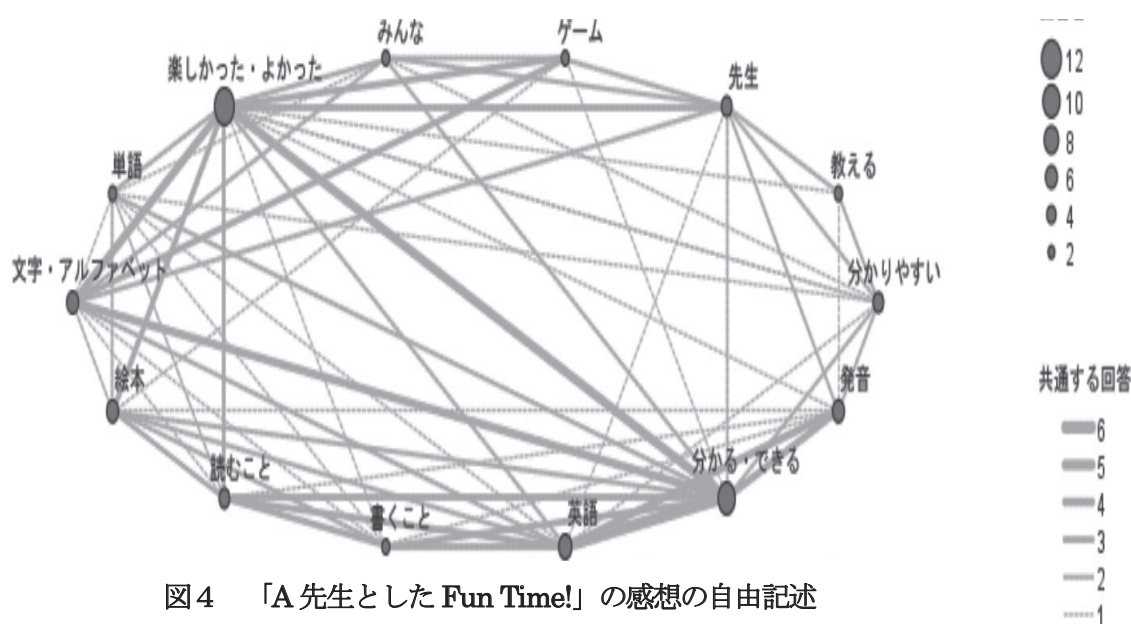 みんな
ゲーム
楽しかった・よかった
先生
単語
教える
文字・アルファベット
分かりやすい
絵本
発音
読むこと
分かる・できる
書くこと
英語
12
10
8
6
4
2
共通する回答
6
5
4
3
2
1
図4 「A 先生とした Fun Time!」の感想の自由記述